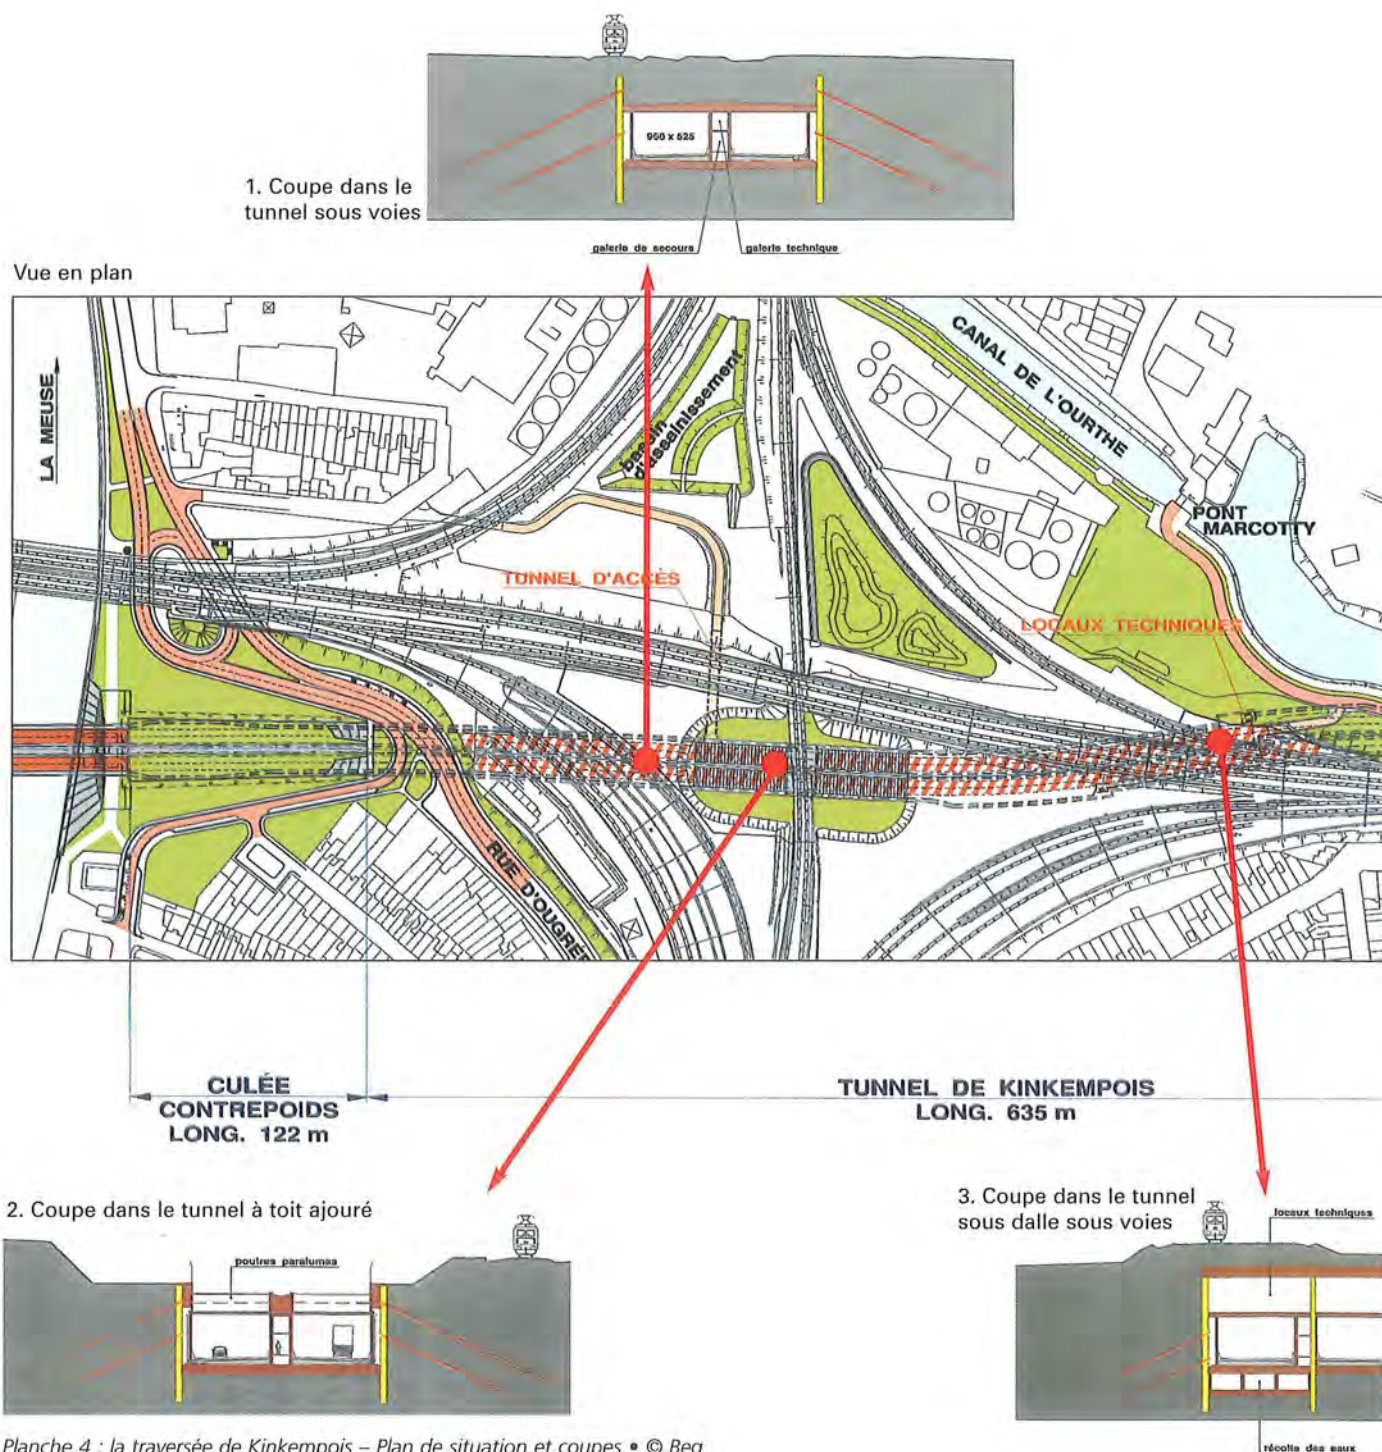 1. Coupe dans le
tunnel sous voies
960 x 525
galerie de secours
galerie technique
Vue en plan
LA MEUSE
bassin
d'assainissement
CANAL DE L'OURTHE
PONT
MARCOTTY
TUNNEL D'ACCÈS
LOCAUX TECHNIQUES
RUE D'OUGRÉE
CULÉE
CONTREPOIDS
LONG. 122 m
TUNNEL DE KINKEMPOIS
LONG. 635 m
2. Coupe dans le tunnel à toit ajouré
poutres paralumes
3. Coupe dans le tunnel
sous dalle sous voies
locaux techniques
récolte des eaux
Planche 4 : la traversée de Kinkempois – Plan de situation et coupes • © Beg